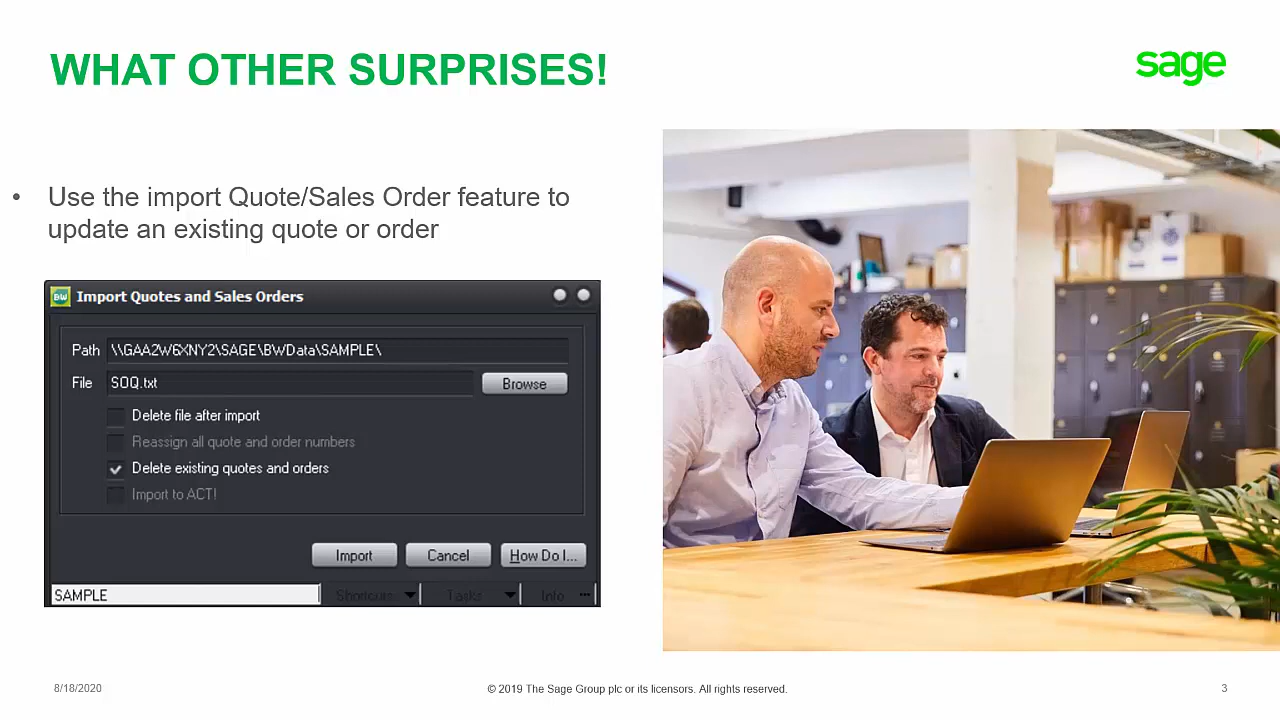 WHAT OTHER SURPRISES!
sage
• Use the import Quote/Sales Order feature to
update an existing quote or order
BW Import Quotes and Sales Orders
Path \\GAA2W6XNY2\SAGE\BWData\SAMPLE\
File SOQ.txt Browse
Delete file after import
Reassign all quote and order numbers
Delete existing quotes and orders
Import to ACT!
Import Cancel How Do I...
SAMPLE Shortcuts Tasks Info ...
8/18/2020 © 2019 The Sage Group plc or its licensors. All rights reserved. 3